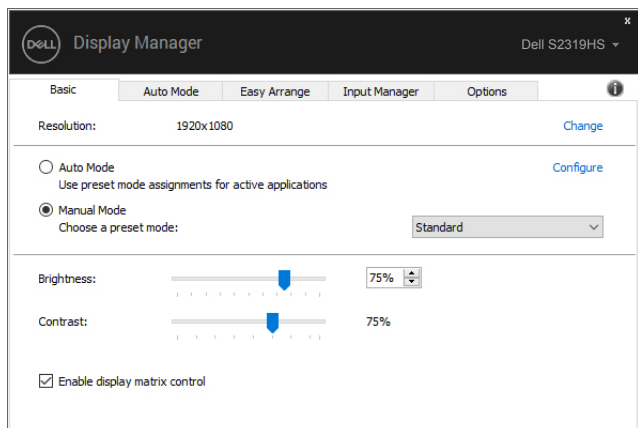 x
DELL Display Manager
Dell S2319HS
Basic Auto Mode Easy Arrange Input Manager Options
Resolution: 1920x1080 Change
Auto Mode Configure
Use preset mode assignments for active applications
Manual Mode
Choose a preset mode: Standard
Brightness: 75%
Contrast: 75%
Enable display matrix control